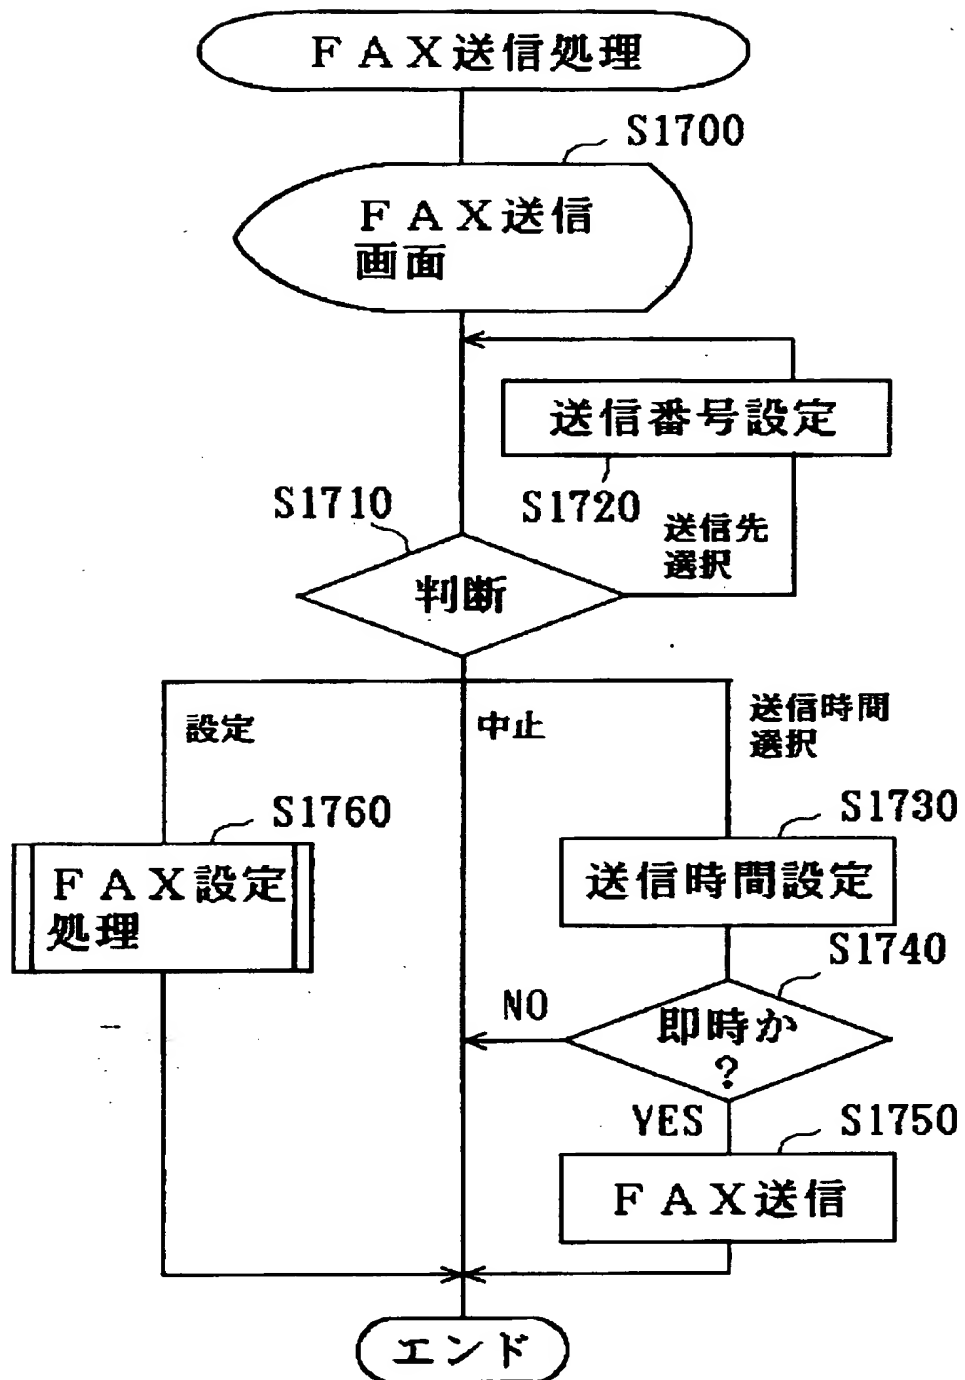 FAX送信処理
S1700
FAX送信
画面
送信番号設定
S1720
S1710
送信先
選択
判断
設定
中止
送信時間
選択
S1760
S1730
FAX設定
処理
送信時間設定
S1740
NO
即時か
?
YES
S1750
FAX送信
エンド